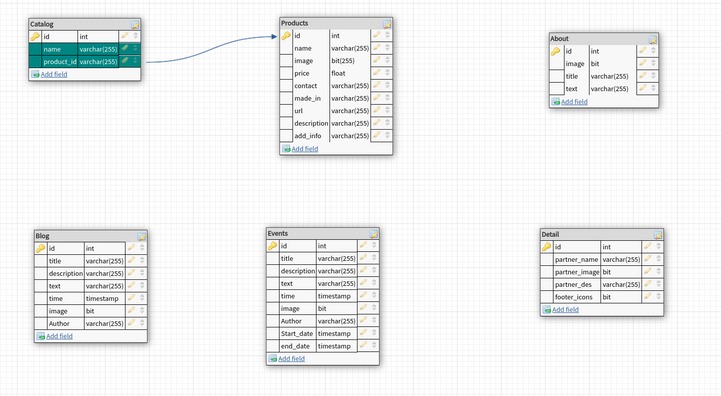 Catalog
id int
name varchar(255)
product_id varchar(255)
Add field
Products
id int
name varchar(255)
image bit(255)
price float
contact varchar(255)
made_in varchar(255)
url varchar(255)
description varchar(255)
add_info varchar(255)
Add field
About
id int
image bit
title varchar(255)
text varchar(255)
Add field
Blog
id int
title varchar(255)
description varchar(255)
text varchar(255)
time timestamp
image bit
Author varchar(255)
Add field
Events
id int
title varchar(255)
description varchar(255)
text varchar(255)
time timestamp
image bit
Author varchar(255)
Start_date timestamp
end_date timestamp
Add field
Detail
id int
partner_name varchar(255)
partner_image bit
partner_des varchar(255)
footer_icons bit
Add field